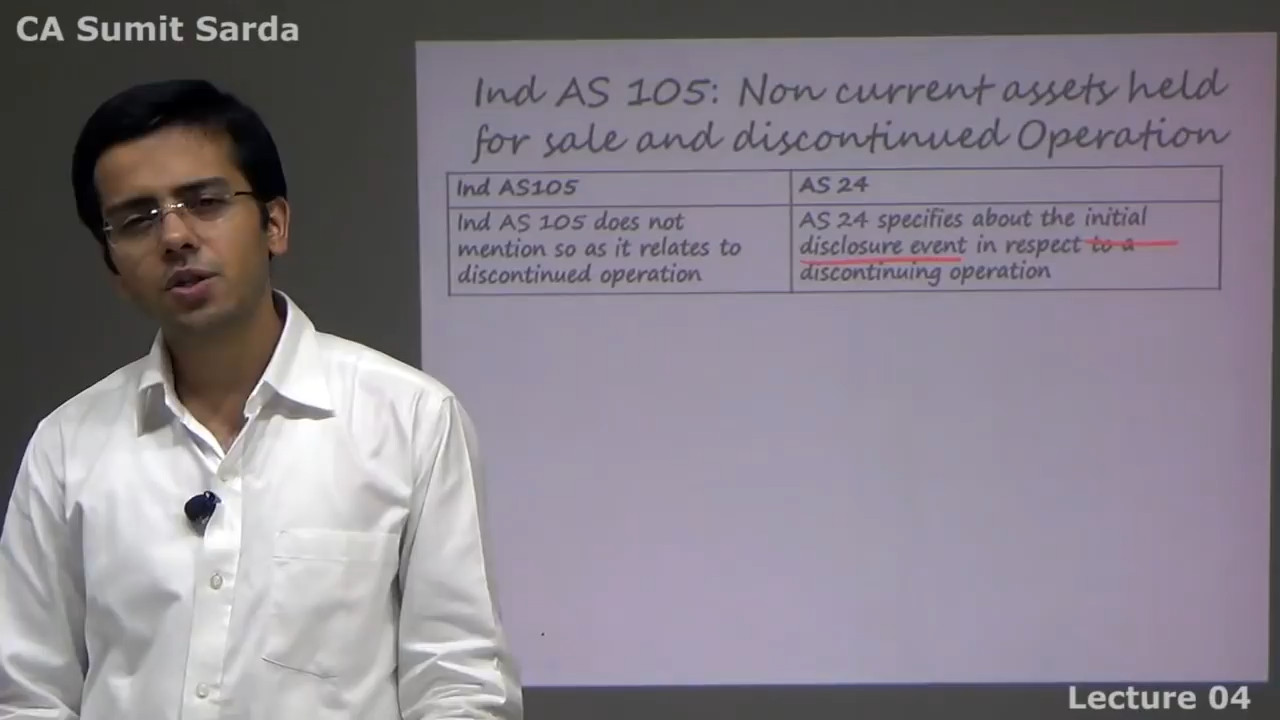 CA Sumit Sarda
Ind AS 105: Non current assets held
for sale and discontinued Operation
Ind AS105
AS 24
Ind AS 105 does not
mention so as it relates to
discontinued operation
AS 24 specifies about the initial
disclosure event in respect to a
discontinuing operation
Lecture 04